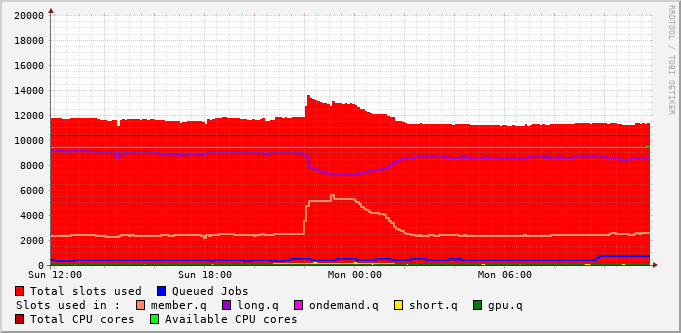 20000
18000
16000
14000
12000
10000
8000
6000
4000
2000
0
Sun 12:00 Sun 18:00 Mon 00:00 Mon 06:00
Total slots used Queued Jobs
Slots used in : member.q long.q ondemand.q short.q gpu.q
Total CPU cores Available CPU cores
RRDTOOL / TOBI OETIKER